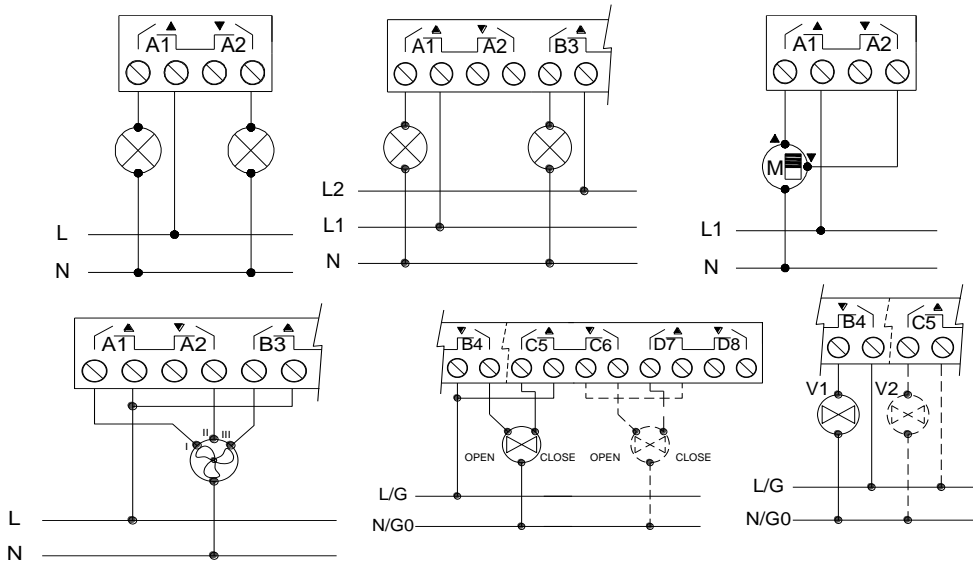 A1 A2
L
N
A1 A2 B3
L2
L1
N
A1 A2
M
L1
N
A1 A2 B3
I II III
L
N
B4 C5 C6 D7 D8
OPEN CLOSE OPEN CLOSE
L/G
N/G0
B4 C5
V1 V2
L/G
N/G0